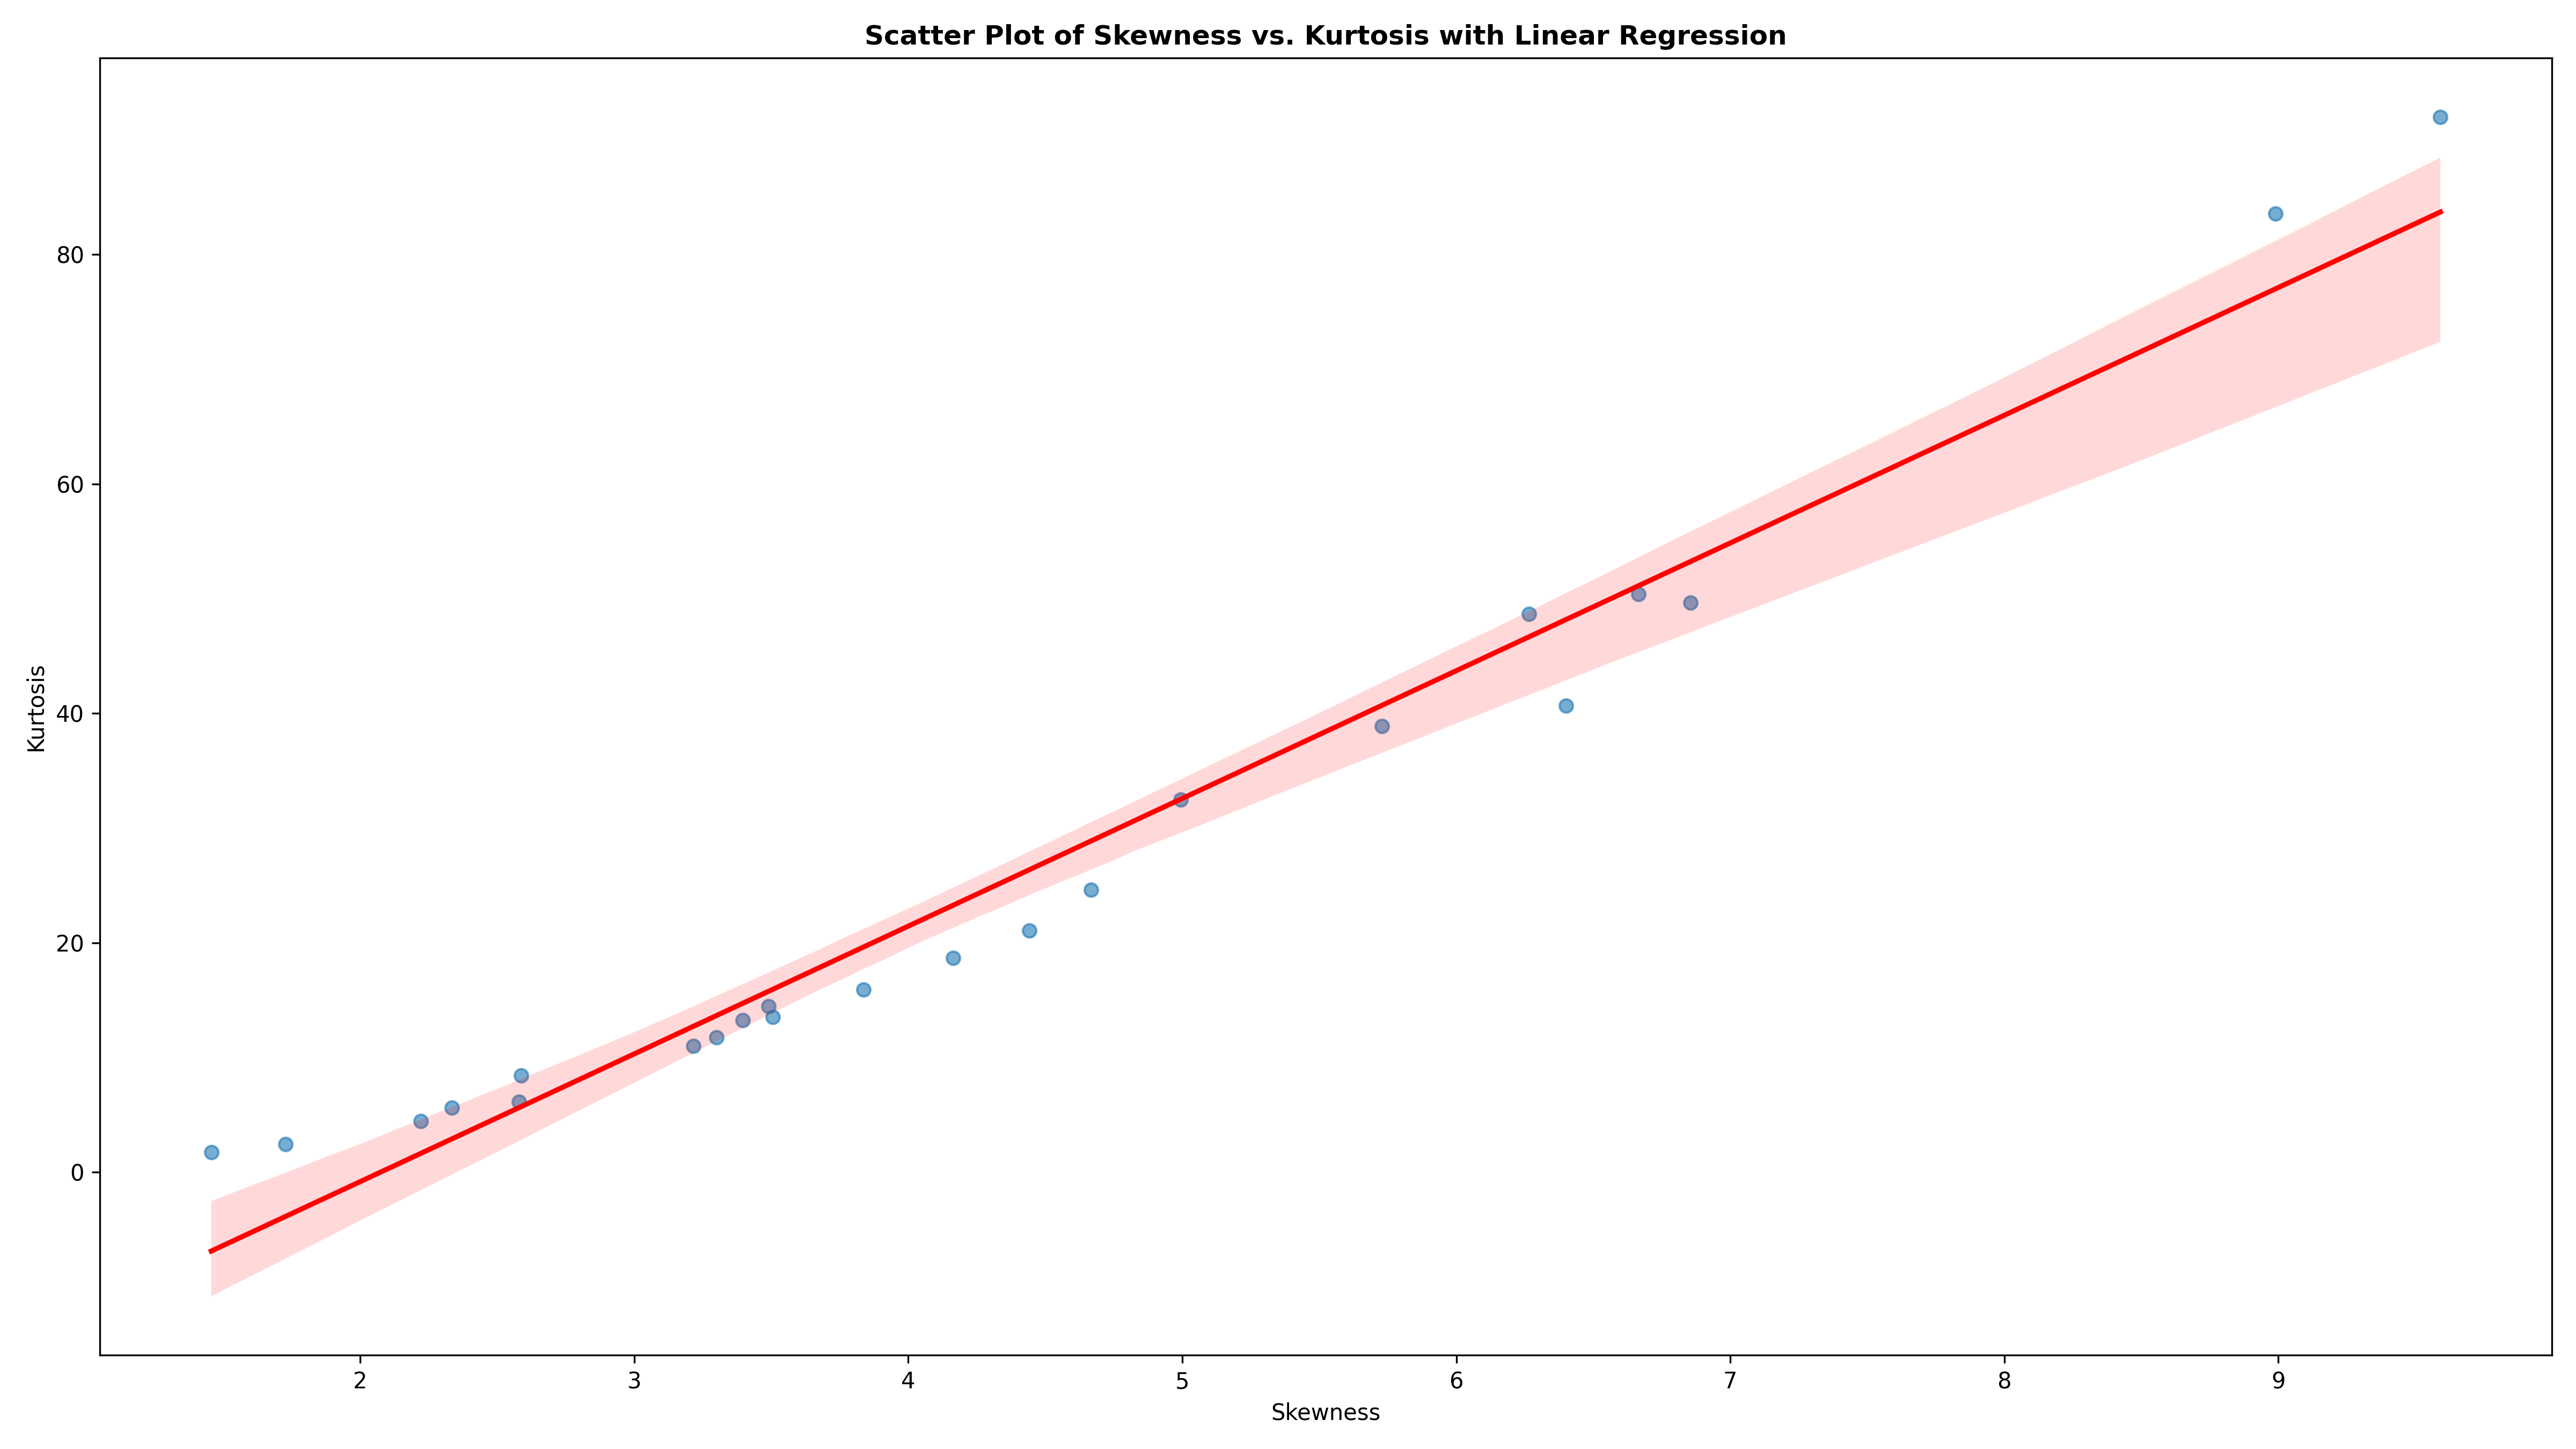 Scatter Plot of Skewness vs. Kurtosis with Linear Regression
80
60
40
20
0
Kurtosis
2 3 4 5 6 7 8 9
Skewness